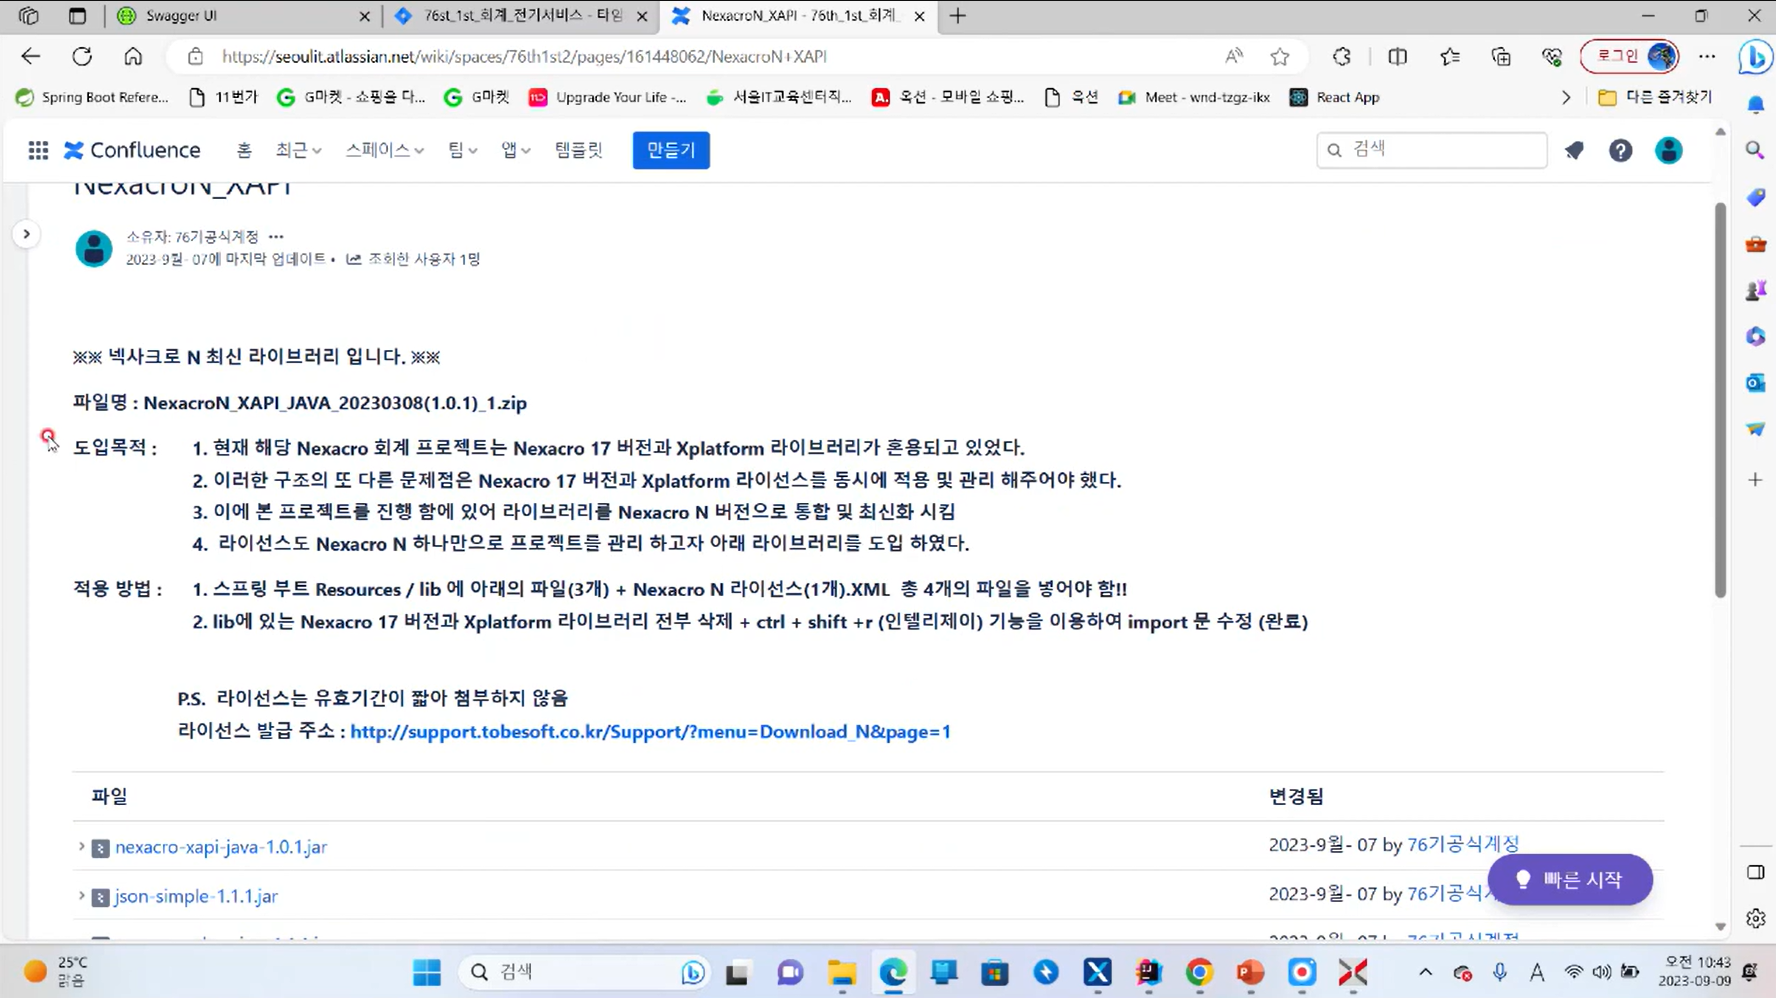 Swagger UI
76st_1st_회계_전기서비스 - 타임
NexacroN_XAPI - 76th_1st_회계_
https://seoulit.atlassian.net/wiki/spaces/76th1st2/pages/161448062/NexacroN+XAPI
로그인
Spring Boot Refere...
11번가
G마켓 - 쇼핑을 다...
G마켓
Upgrade Your Life -...
서울IT교육센터직...
옥션 - 모바일 쇼핑...
옥션
Meet - wnd-tzgz-ikx
React App
다른 즐겨찾기
Confluence
홈
최근
스페이스
팀
앱
템플릿
만들기
검색
NexacroN_XAPI
소유자: 76기공식계정 •••
2023-9월- 07에 마지막 업데이트 • 조회한 사용자 1명
※※ 넥사크로 N 최신 라이브러리 입니다. ※※
파일명 : NexacroN_XAPI_JAVA_20230308(1.0.1)_1.zip
도입목적 : 1. 현재 해당 Nexacro 회계 프로젝트는 Nexacro 17 버전과 Xplatform 라이브러리가 혼용되고 있었다.
2. 이러한 구조의 또 다른 문제점은 Nexacro 17 버전과 Xplatform 라이선스를 동시에 적용 및 관리 해주어야 했다.
3. 이에 본 프로젝트를 진행 함에 있어 라이브러리를 Nexacro N 버전으로 통합 및 최신화 시킴
4. 라이선스도 Nexacro N 하나만으로 프로젝트를 관리 하고자 아래 라이브러리를 도입 하였다.
적용 방법 : 1. 스프링 부트 Resources / lib 에 아래의 파일(3개) + Nexacro N 라이선스(1개).XML 총 4개의 파일을 넣어야 함!!
2. lib에 있는 Nexacro 17 버전과 Xplatform 라이브러리 전부 삭제 + ctrl + shift +r (인텔리제이) 기능을 이용하여 import 문 수정 (완료)
P.S. 라이선스는 유효기간이 짧아 첨부하지 않음
라이선스 발급 주소 : http://support.tobesoft.co.kr/Support/?menu=Download_N&page=1
파일 변경됨
nexacro-xapi-java-1.0.1.jar 2023-9월- 07 by 76기공식계정
json-simple-1.1.1.jar 2023-9월- 07 by 76기공식계
빠른 시작
25°C
맑음
검색
A
오전 10:43
2023-09-09